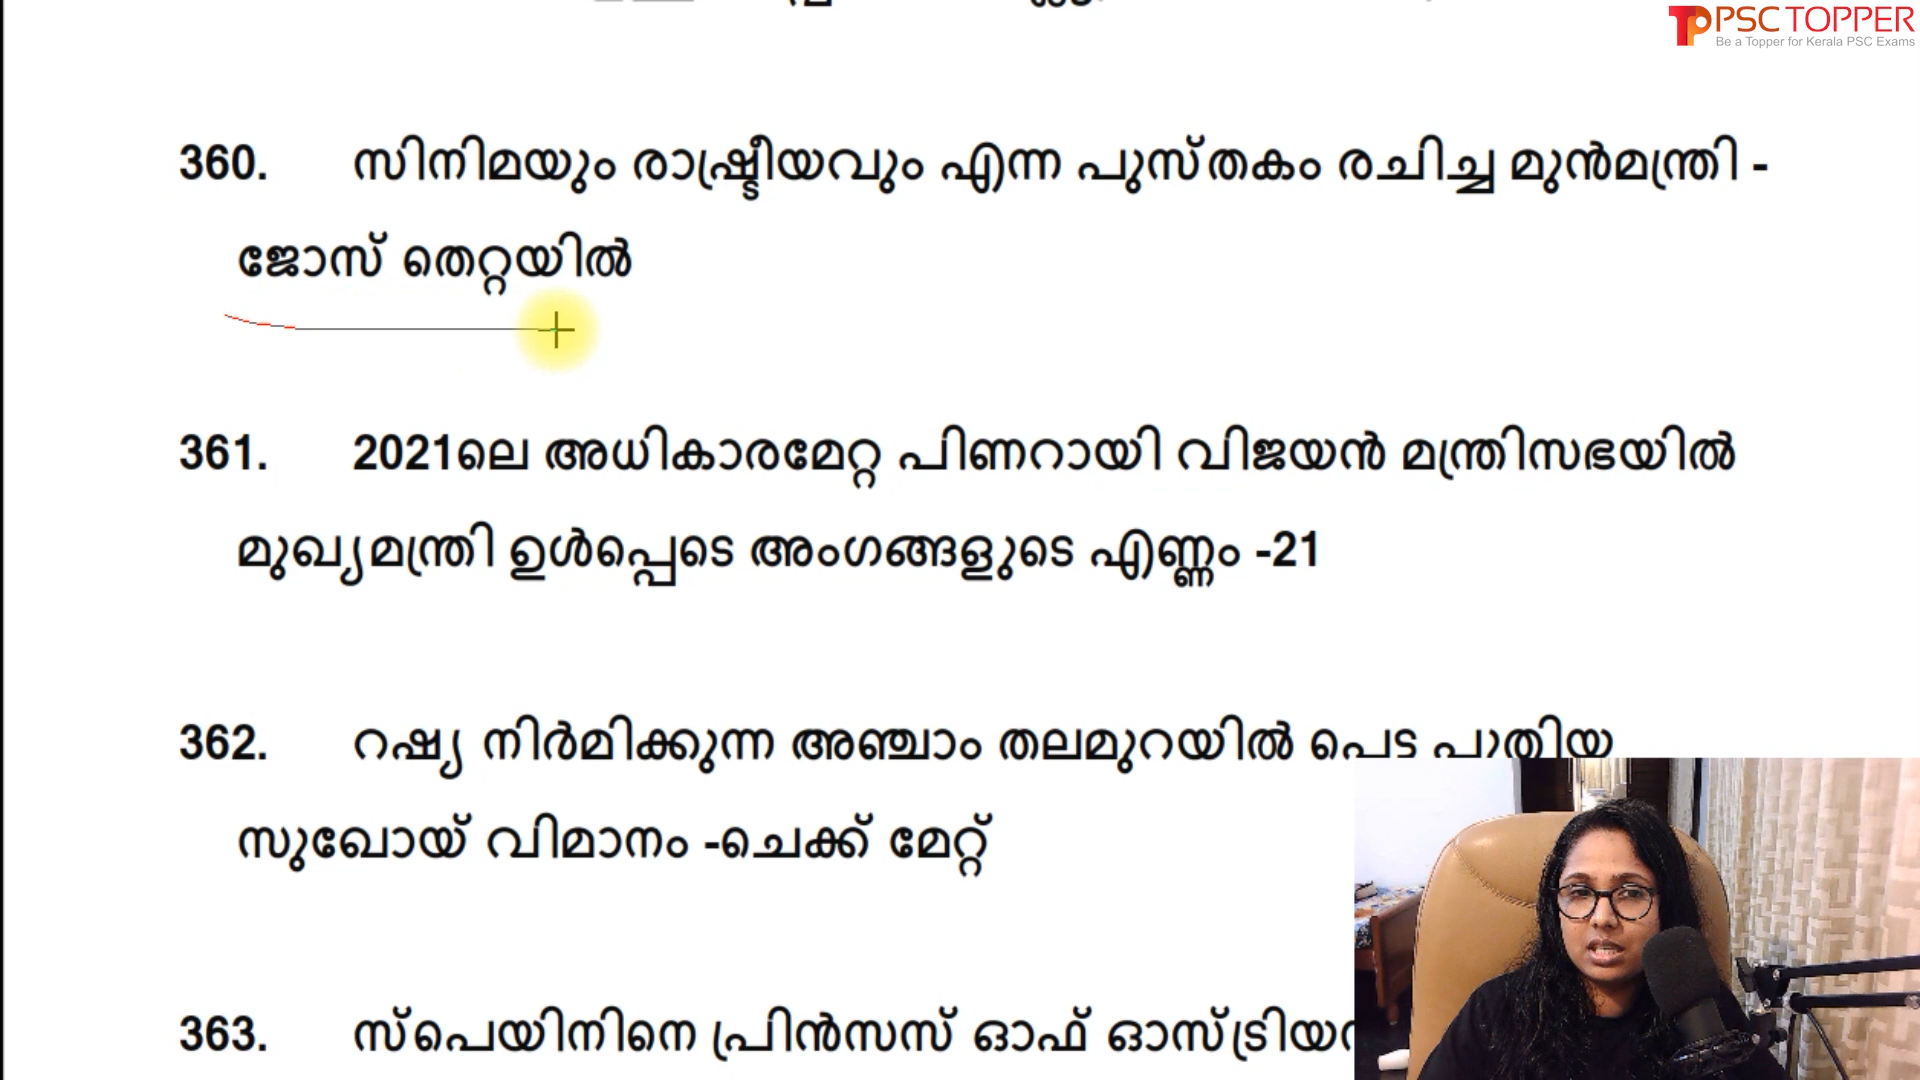 PSC TOPPER
Be a Topper for Kerala PSC Exams
360. സിനിമയും രാഷ്ട്രീയവും എന്ന പുസ്തകം രചിച്ച മുൻമന്ത്രി -
ജോസ് തെറ്റയിൽ
361. 2021ലെ അധികാരമേറ്റ പിണറായി വിജയൻ മന്ത്രിസഭയിൽ
മുഖ്യമന്ത്രി ഉൾപ്പെടെ അംഗങ്ങളുടെ എണ്ണം -21
362. റഷ്യ നിർമിക്കുന്ന അഞ്ചാം തലമുറയിൽ പെട പുതിയ
സുഖോയ് വിമാനം -ചെക്ക് മേറ്റ്
363. സ്പെയിനിനെ പ്രിൻസസ് ഓഫ്